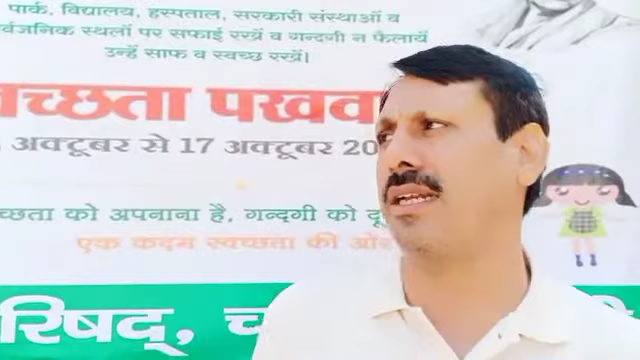 पार्क, विद्यालय, हस्पताल, सरकारी संस्थाओं व
र्वजनिक स्थलों पर सफाई रखें व गन्दगी न फैलायें
उन्हें साफ व स्वच्छ रखें।
च्छता पखव
अक्टूबर से 17 अक्टूबर 20
च्छता को अपनाना है, गन्दगी को दू
एक कदम स्वच्छता की ओर
रिषद्, च